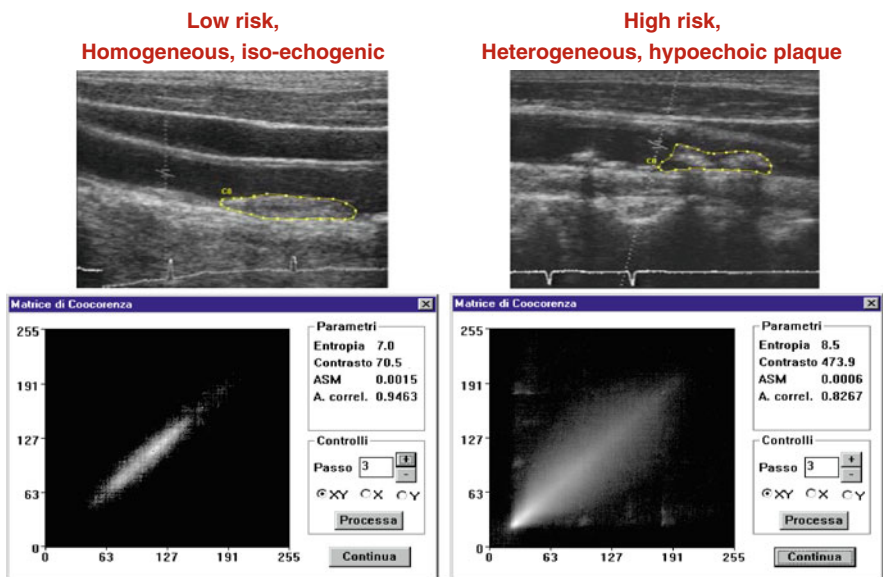 Low risk,
Homogeneous, iso-echogenic
High risk,
Heterogeneous, hypoechoic plaque
CB
CB
Matrice di Coocorenza
255
191
127
63
0
0 63 127 191 255
Parametri
Entropia 7.0
Contrasto 70.5
ASM 0.0015
A. correl. 0.9463
Controlli
Passo 3
+
-
XY X Y
Processa
Continua
Matrice di Coocorenza
255
191
127
63
0
0 63 127 191 255
Parametri
Entropia 8.5
Contrasto 473.9
ASM 0.0006
A. correl. 0.8267
Controlli
Passo 3
+
-
XY X Y
Processa
Continua